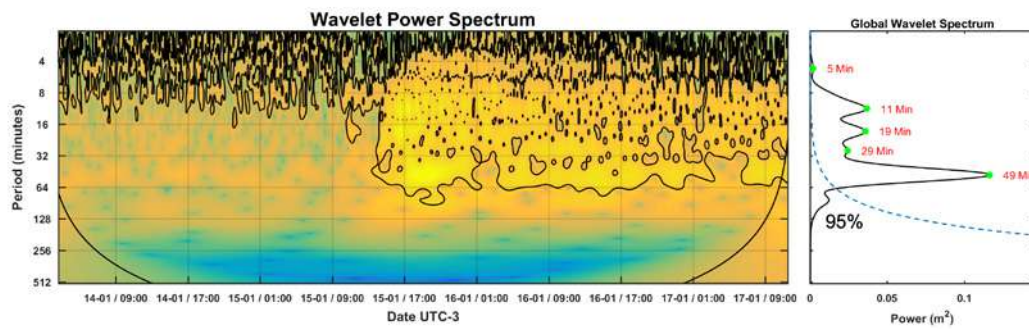 Wavelet Power Spectrum
Period (minutes)
4
8
16
32
64
128
256
512
14-01 / 09:00 14-01 / 17:00 15-01 / 01:00 15-01 / 09:00 15-01 / 17:00 16-01 / 01:00 16-01 / 09:00 16-01 / 17:00 17-01 / 01:00 17-01 / 09:00
Date UTC-3
Global Wavelet Spectrum
5 Min
11 Min
19 Min
29 Min
49 Mi
95%
0 0.05 0.1
Power (m²)